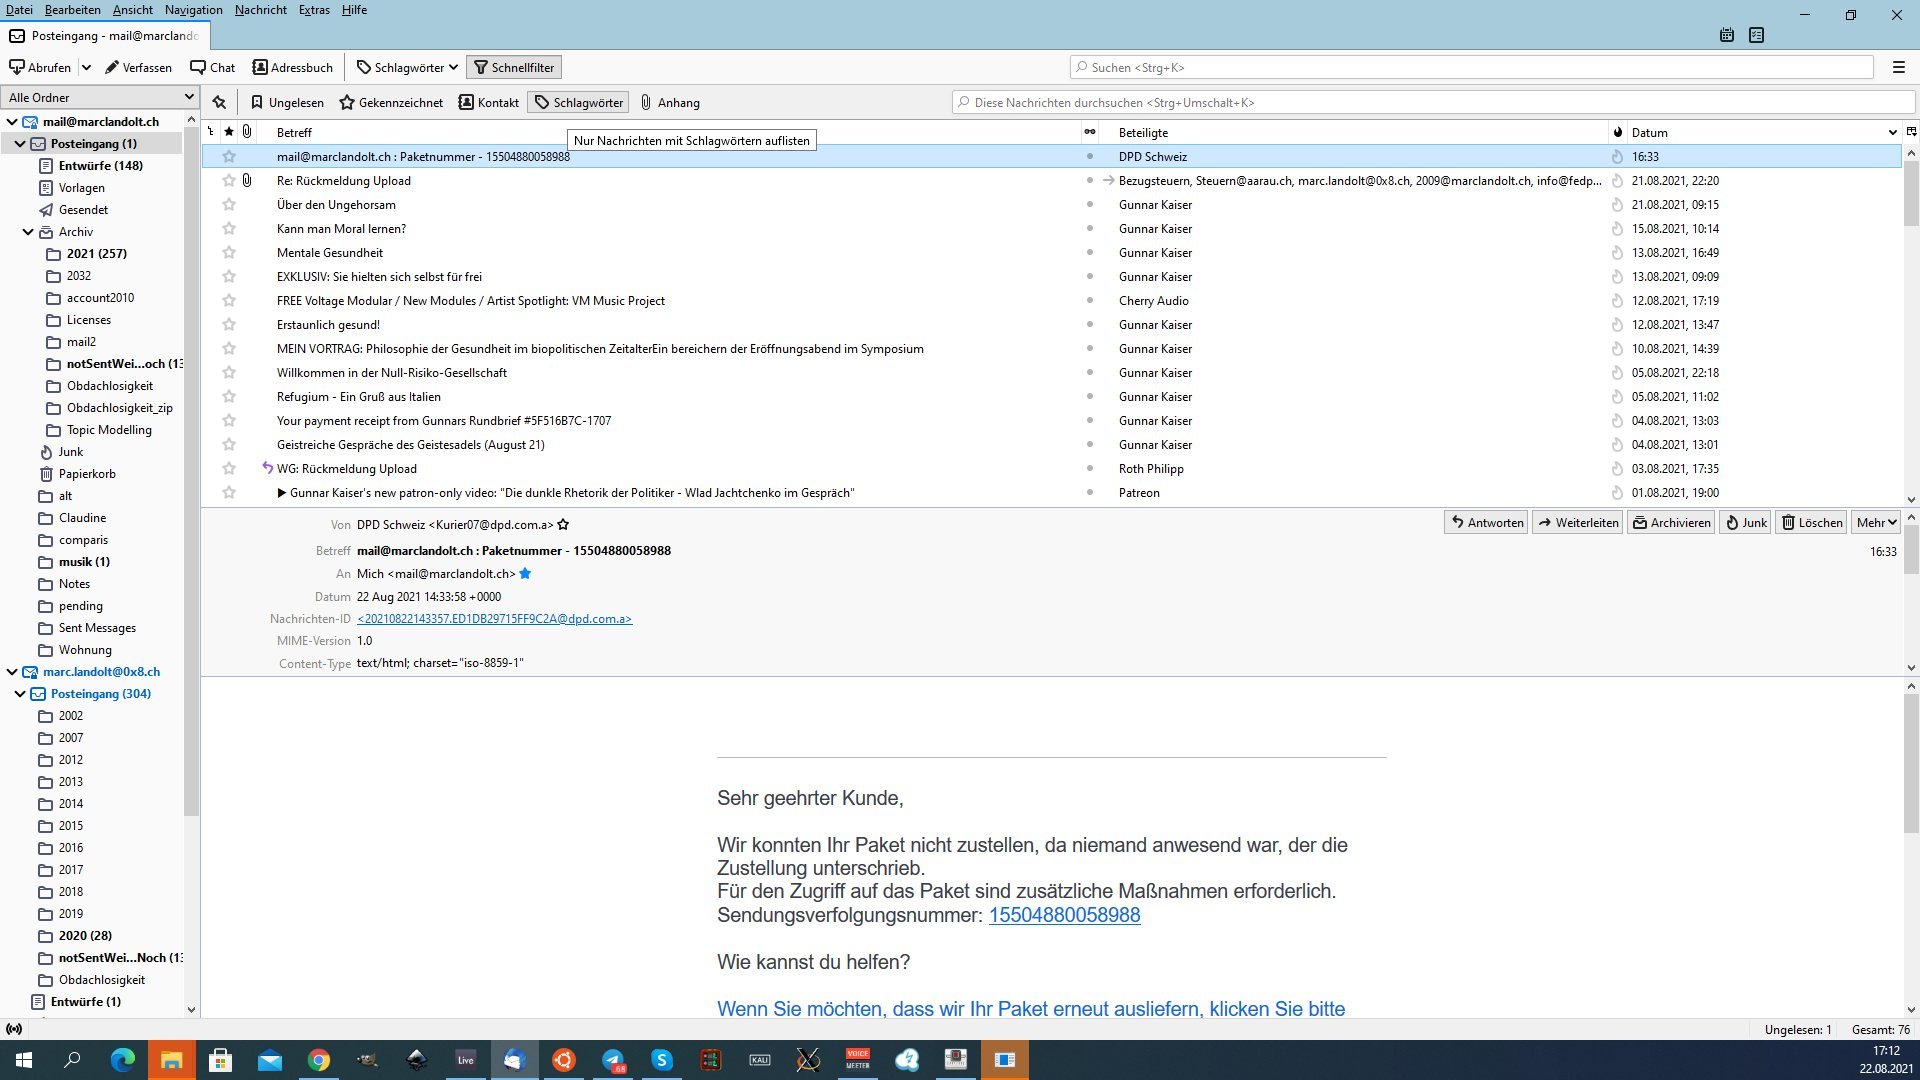 Datei Bearbeiten Ansicht Navigation Nachricht Extras Hilfe
Posteingang - mail@marclando
Abrufen Verfassen Chat Adressbuch Schlagwörter Schnellfilter Suchen <Strg+K>
Alle Ordner
Ungelesen Gekennzeichnet Kontakt Schlagwörter Anhang Diese Nachrichten durchsuchen <Strg+Umschalt+K>
Betreff Beteiligte Datum
Nur Nachrichten mit Schlagwörtern auflisten
mail@marclandolt.ch : Paketnummer - 15504880058988 DPD Schweiz 16:33
Re: Rückmeldung Upload Bezugsteuern, Steuern@aarau.ch, marc.landolt@0x8.ch, 2009@marclandolt.ch, info@fedp... 21.08.2021, 22:20
Über den Ungehorsam Gunnar Kaiser 21.08.2021, 09:15
Kann man Moral lernen? Gunnar Kaiser 15.08.2021, 10:14
Mentale Gesundheit Gunnar Kaiser 13.08.2021, 16:49
EXKLUSIV: Sie hielten sich selbst für frei Gunnar Kaiser 13.08.2021, 09:09
FREE Voltage Modular / New Modules / Artist Spotlight: VM Music Project Cherry Audio 12.08.2021, 17:19
Erstaunlich gesund! Gunnar Kaiser 12.08.2021, 13:47
MEIN VORTRAG: Philosophie der Gesundheit im biopolitischen ZeitalterEin bereichern der Eröffnungsabend im Symposium Gunnar Kaiser 10.08.2021, 14:39
Willkommen in der Null-Risiko-Gesellschaft Gunnar Kaiser 05.08.2021, 22:18
Refugium - Ein Gruß aus Italien Gunnar Kaiser 05.08.2021, 11:02
Your payment receipt from Gunnars Rundbrief #5F516B7C-1707 Gunnar Kaiser 04.08.2021, 13:03
Geistreiche Gespräche des Geistesadels (August 21) Gunnar Kaiser 04.08.2021, 13:01
WG: Rückmeldung Upload Roth Philipp 03.08.2021, 17:35
▶ Gunnar Kaiser's new patron-only video: "Die dunkle Rhetorik der Politiker - Wlad Jachtchenko im Gespräch" Patreon 01.08.2021, 19:00
mail@marclandolt.ch
Posteingang (1)
Entwürfe (148)
Vorlagen
Gesendet
Archiv
2021 (257)
2032
account2010
Licenses
mail2
notSentWei...och (13
Obdachlosigkeit
Obdachlosigkeit_zip
Topic Modelling
Junk
Papierkorb
alt
Claudine
comparis
musik (1)
Notes
pending
Sent Messages
Wohnung
marc.landolt@0x8.ch
Posteingang (304)
2002
2007
2012
2013
2014
2015
2016
2017
2018
2019
2020 (28)
notSentWei...Noch (13
Obdachlosigkeit
Entwürfe (1)
Von DPD Schweiz <Kurier07@dpd.com.a>
Antworten Weiterleiten Archivieren Junk Löschen Mehr
Betreff mail@marclandolt.ch : Paketnummer - 15504880058988 16:33
An Mich <mail@marclandolt.ch>
Datum 22 Aug 2021 14:33:58 +0000
Nachrichten-ID <20210822143357.ED1DB29715FF9C2A@dpd.com.a>
MIME-Version 1.0
Content-Type text/html; charset="iso-8859-1"
Sehr geehrter Kunde,
Wir konnten Ihr Paket nicht zustellen, da niemand anwesend war, der die
Zustellung unterschrieb.
Für den Zugriff auf das Paket sind zusätzliche Maßnahmen erforderlich.
Sendungsverfolgungsnummer: 15504880058988
Wie kannst du helfen?
Wenn Sie möchten, dass wir Ihr Paket erneut ausliefern, klicken Sie bitte
Ungelesen: 1 Gesamt: 76
Live
68
KALI
VOICE
MEETER
17:12
22.08.2021